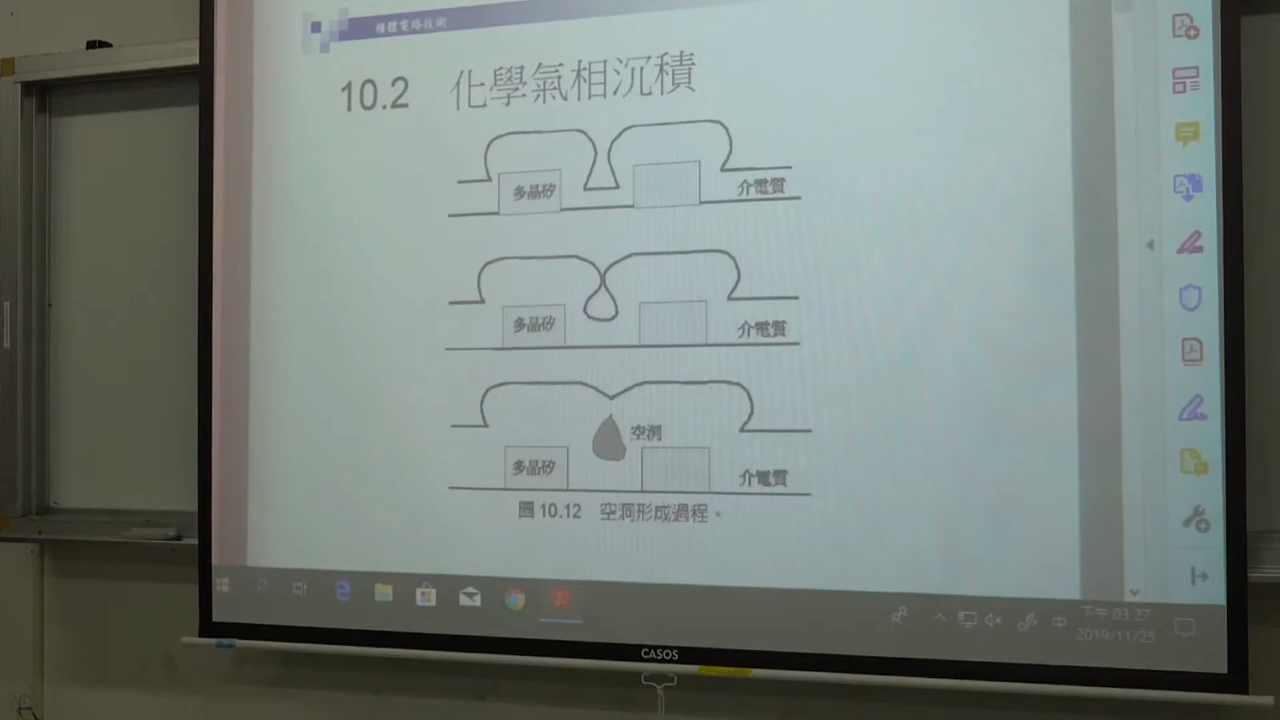 積體電路技術
10.2 化學氣相沉積
多晶矽
介電質
多晶矽
介電質
空洞
多晶矽
介電質
圖 10.12 空洞形成過程。
中
下午 03:27
2019/11/25
CASOS